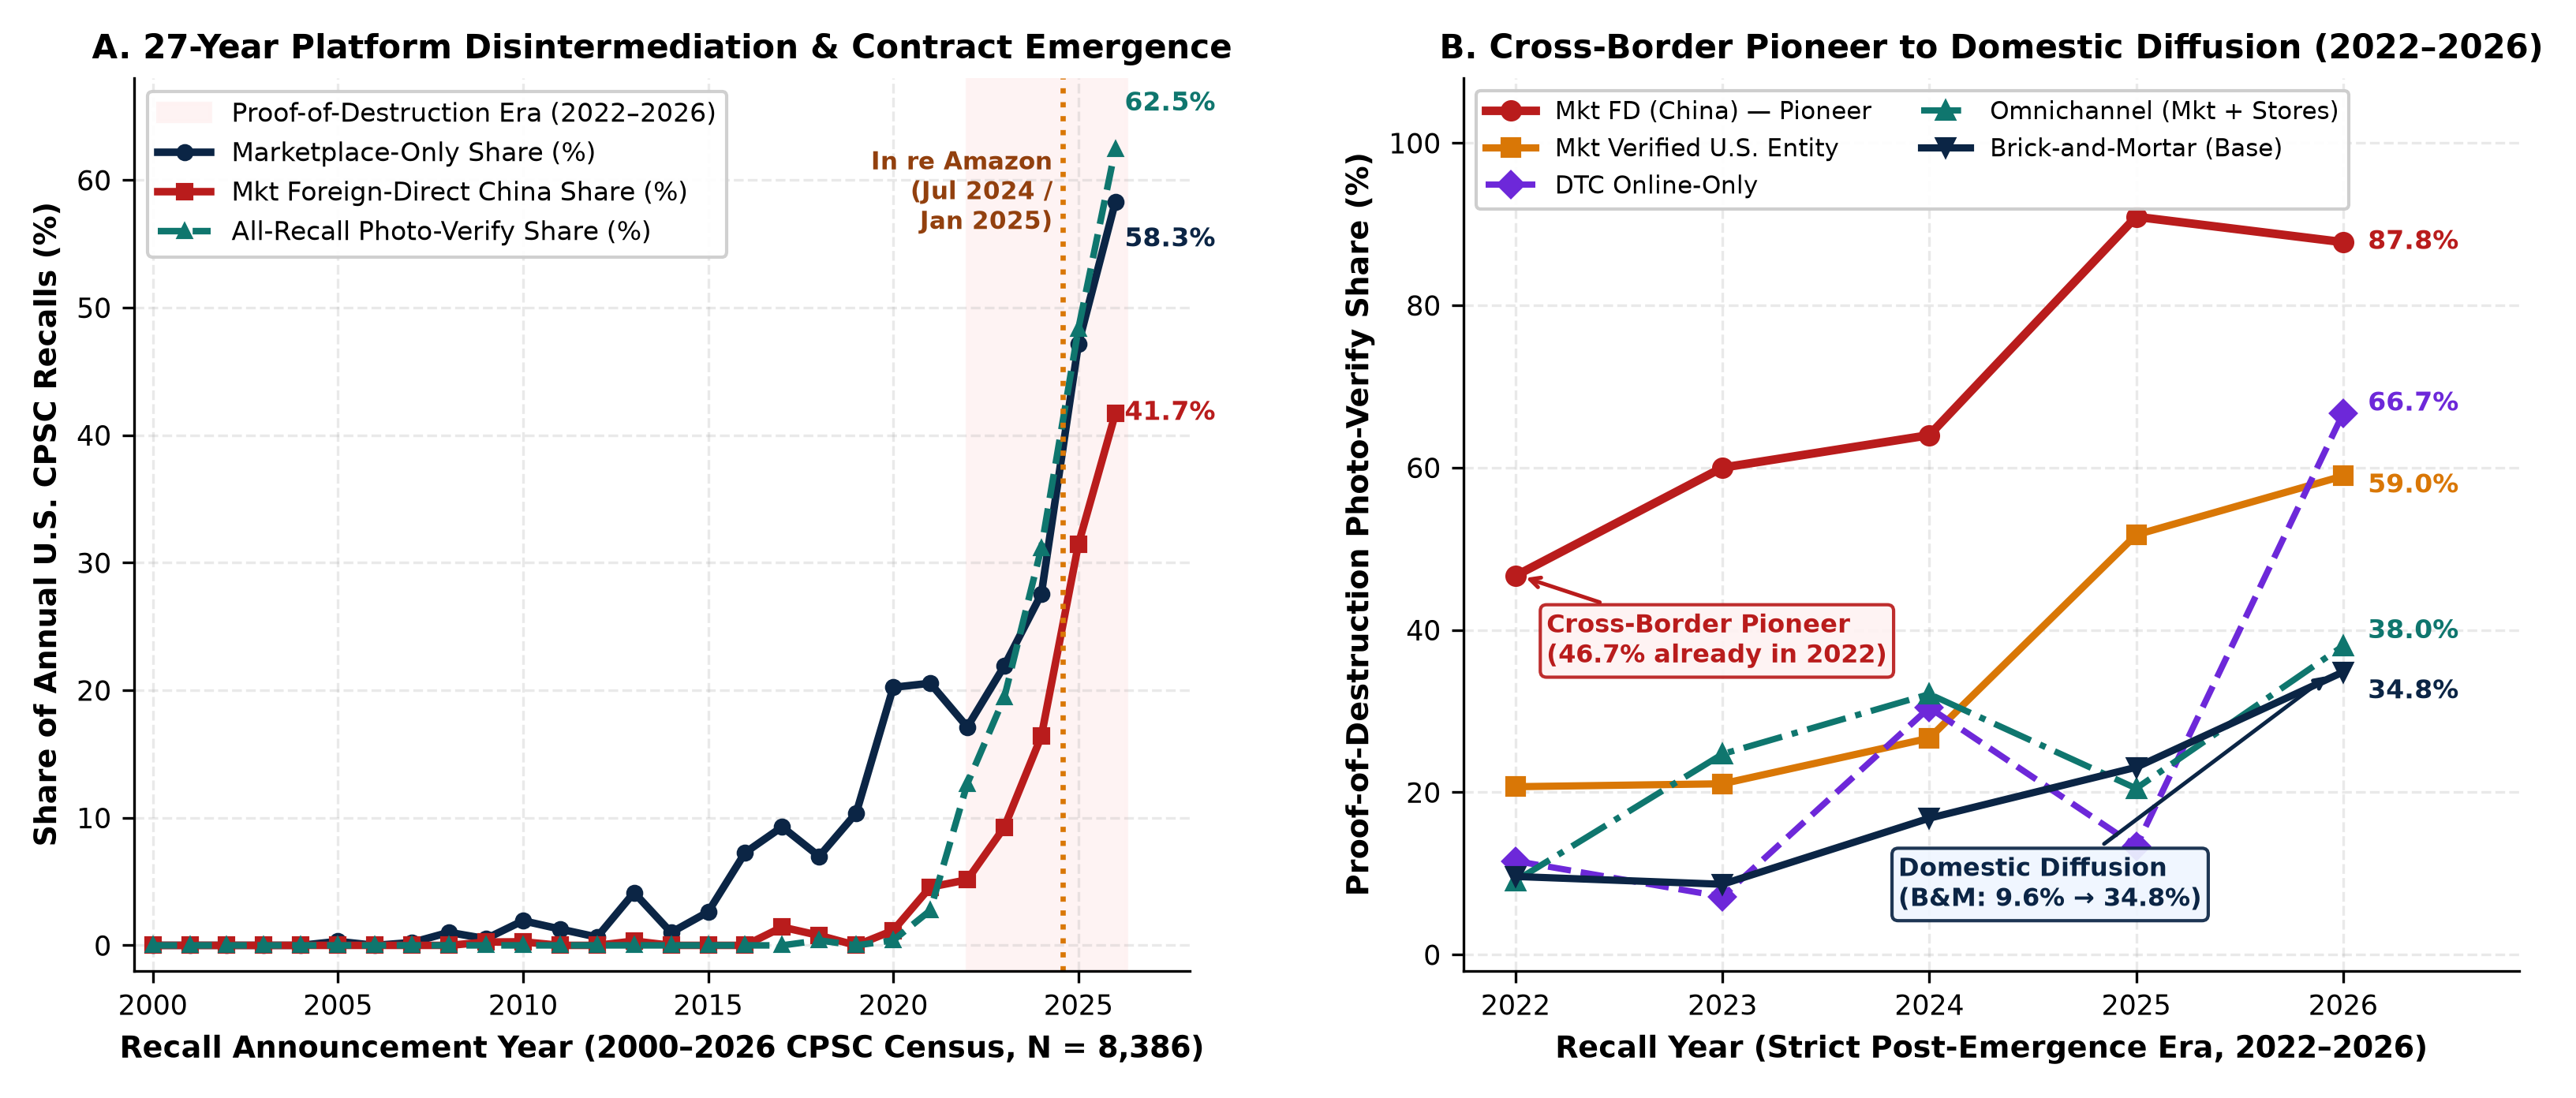 A. 27-Year Platform Disintermediation & Contract Emergence
Proof-of-Destruction Era (2022–2026)
Marketplace-Only Share (%)
Mkt Foreign-Direct China Share (%)
All-Recall Photo-Verify Share (%)
In re Amazon
(Jul 2024 /
Jan 2025)
62.5%
58.3%
41.7%
Share of Annual U.S. CPSC Recalls (%)
60
50
40
30
20
10
0
2000
2005
2010
2015
2020
2025
Recall Announcement Year (2000–2026 CPSC Census, N = 8,386)
B. Cross-Border Pioneer to Domestic Diffusion (2022–2026)
Mkt FD (China) — Pioneer
Mkt Verified U.S. Entity
DTC Online-Only
Omnichannel (Mkt + Stores)
Brick-and-Mortar (Base)
87.8%
66.7%
59.0%
38.0%
34.8%
Cross-Border Pioneer
(46.7% already in 2022)
Domestic Diffusion
(B&M: 9.6% → 34.8%)
Proof-of-Destruction Photo-Verify Share (%)
100
80
60
40
20
0
2022
2023
2024
2025
2026
Recall Year (Strict Post-Emergence Era, 2022–2026)